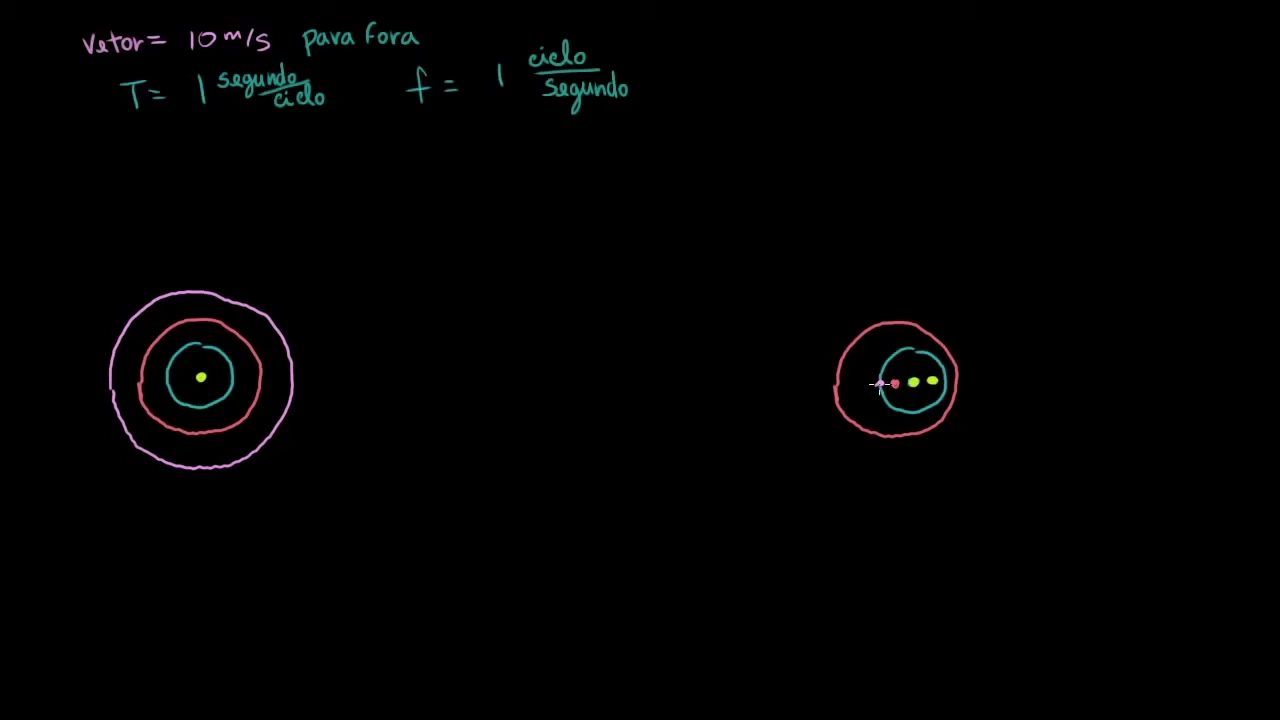 vetor = 10 m/s para fora
T = 1 segundo/ciclo f = 1 ciclo/segundo